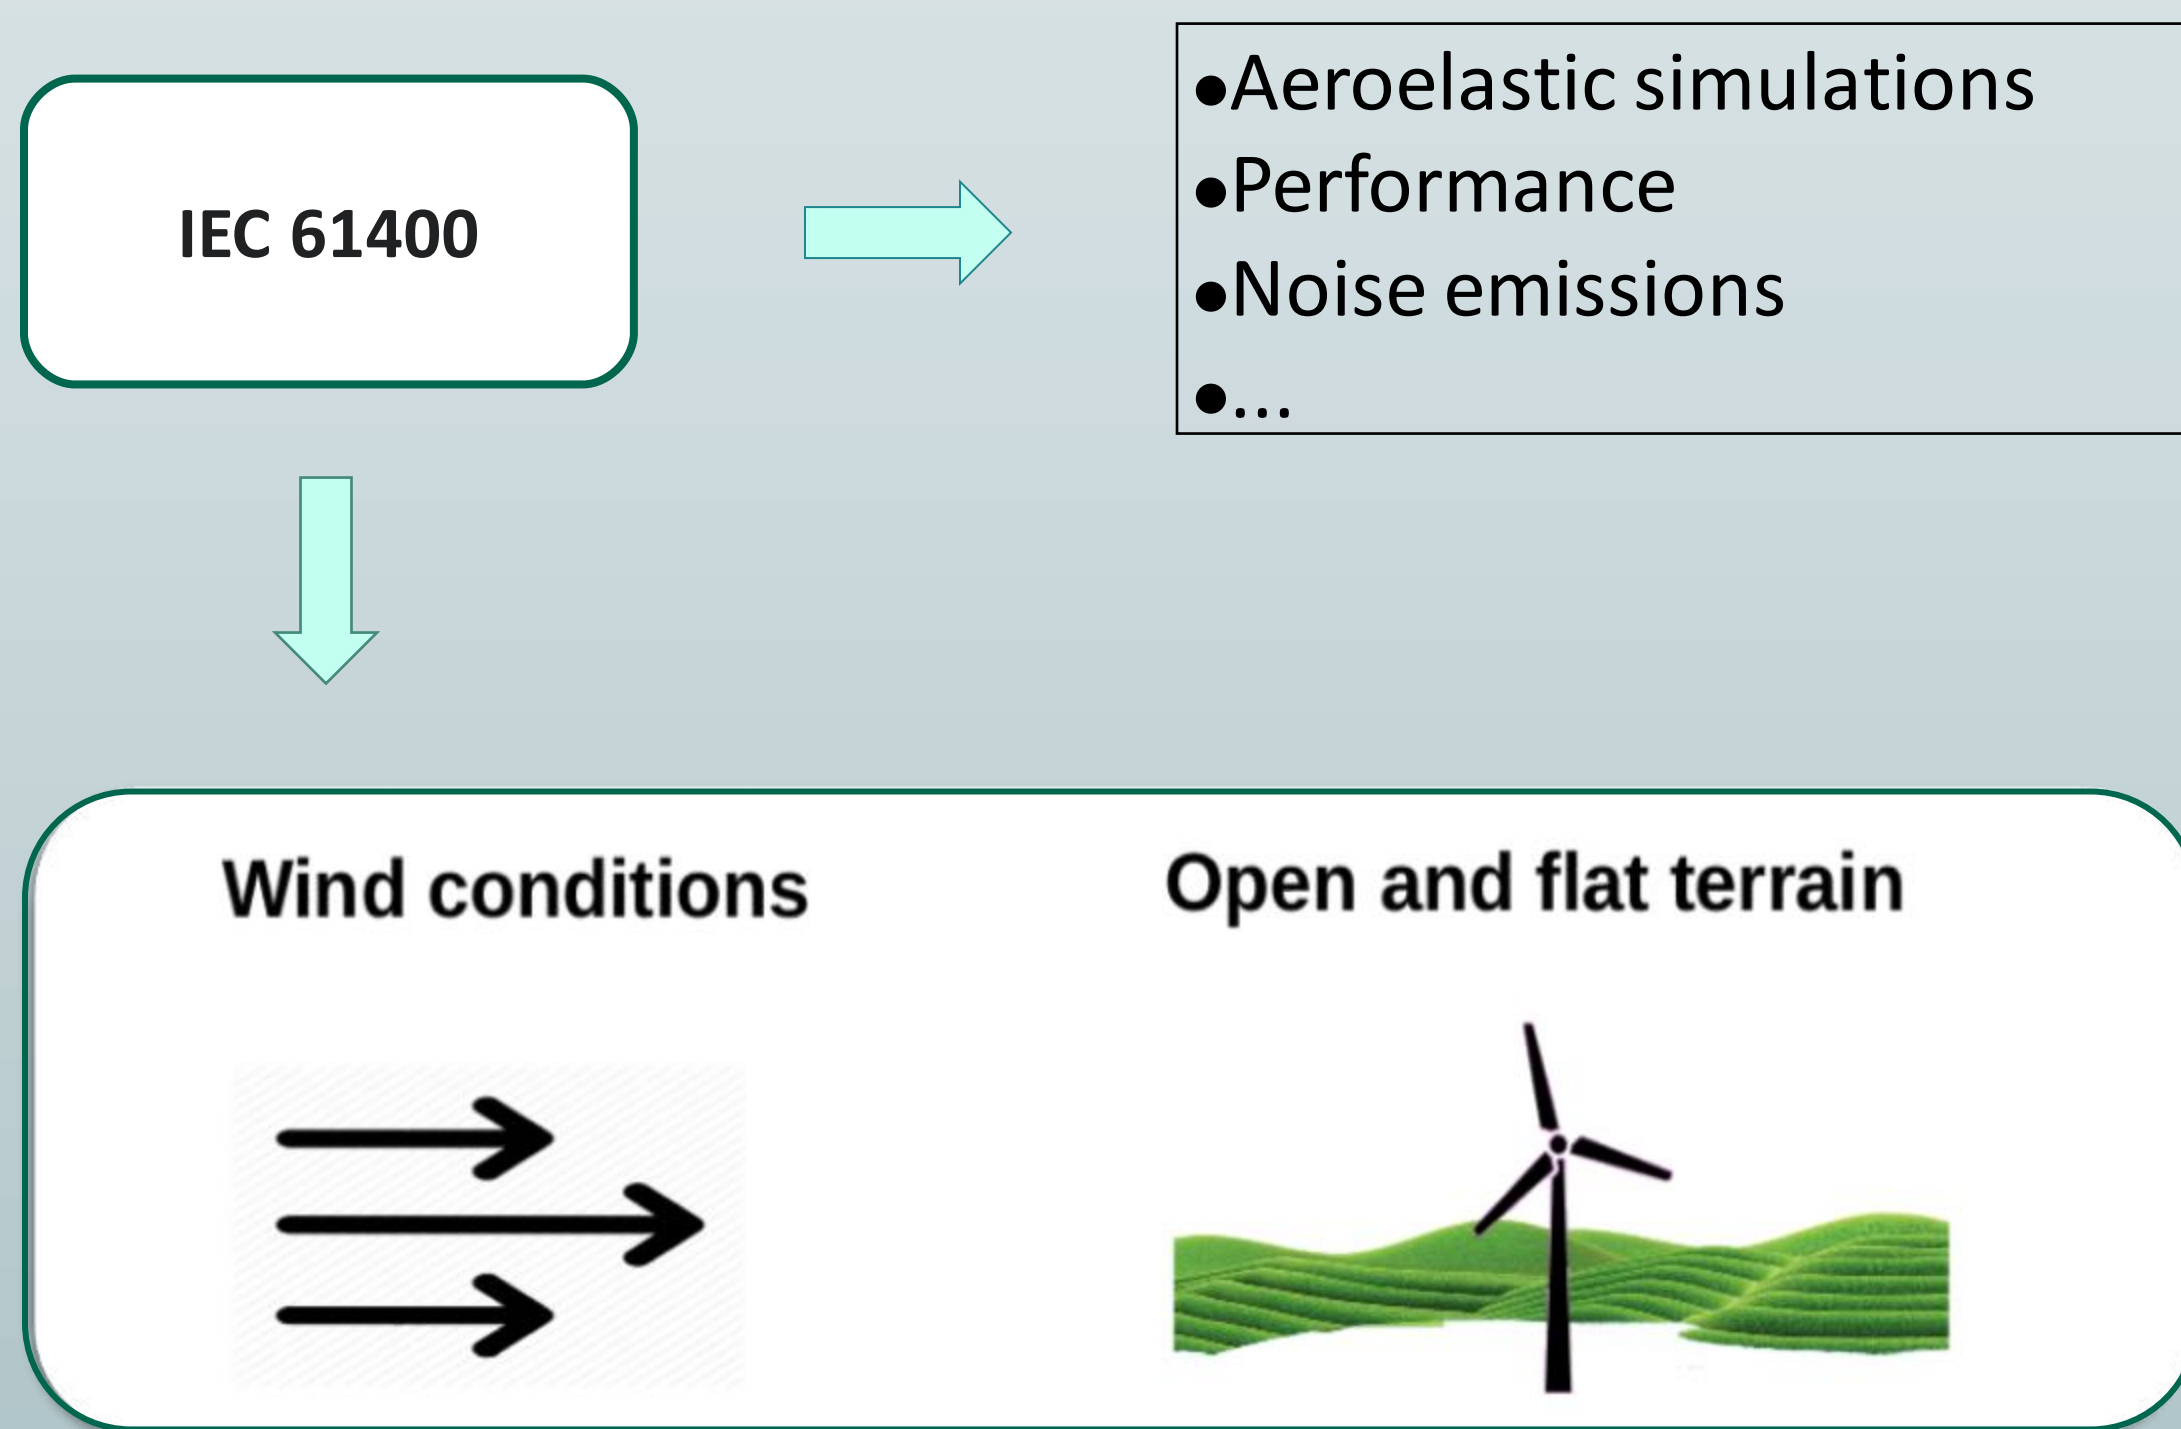 IEC 61400
●Aeroelastic simulations
●Performance
●Noise emissions
●...
Wind conditions
Open and flat terrain